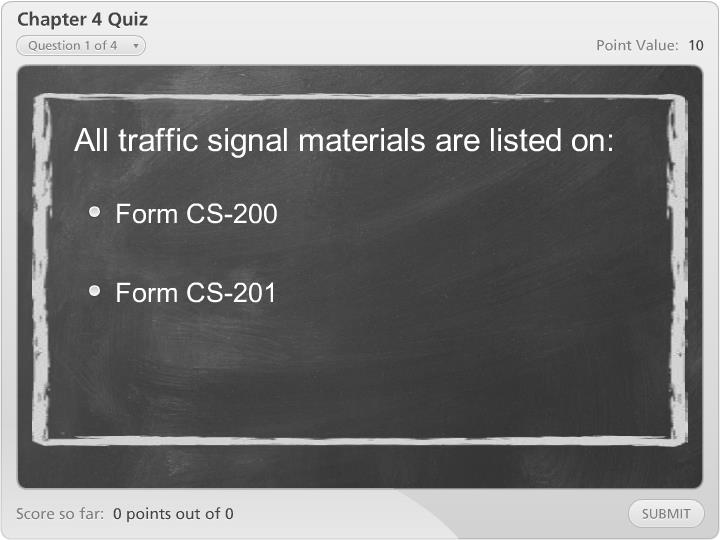 Chapter 4 Quiz
Question 1 of 4
Point Value: 10
All traffic signal materials are listed on:
Form CS-200
Form CS-201
Score so far: 0 points out of 0
SUBMIT